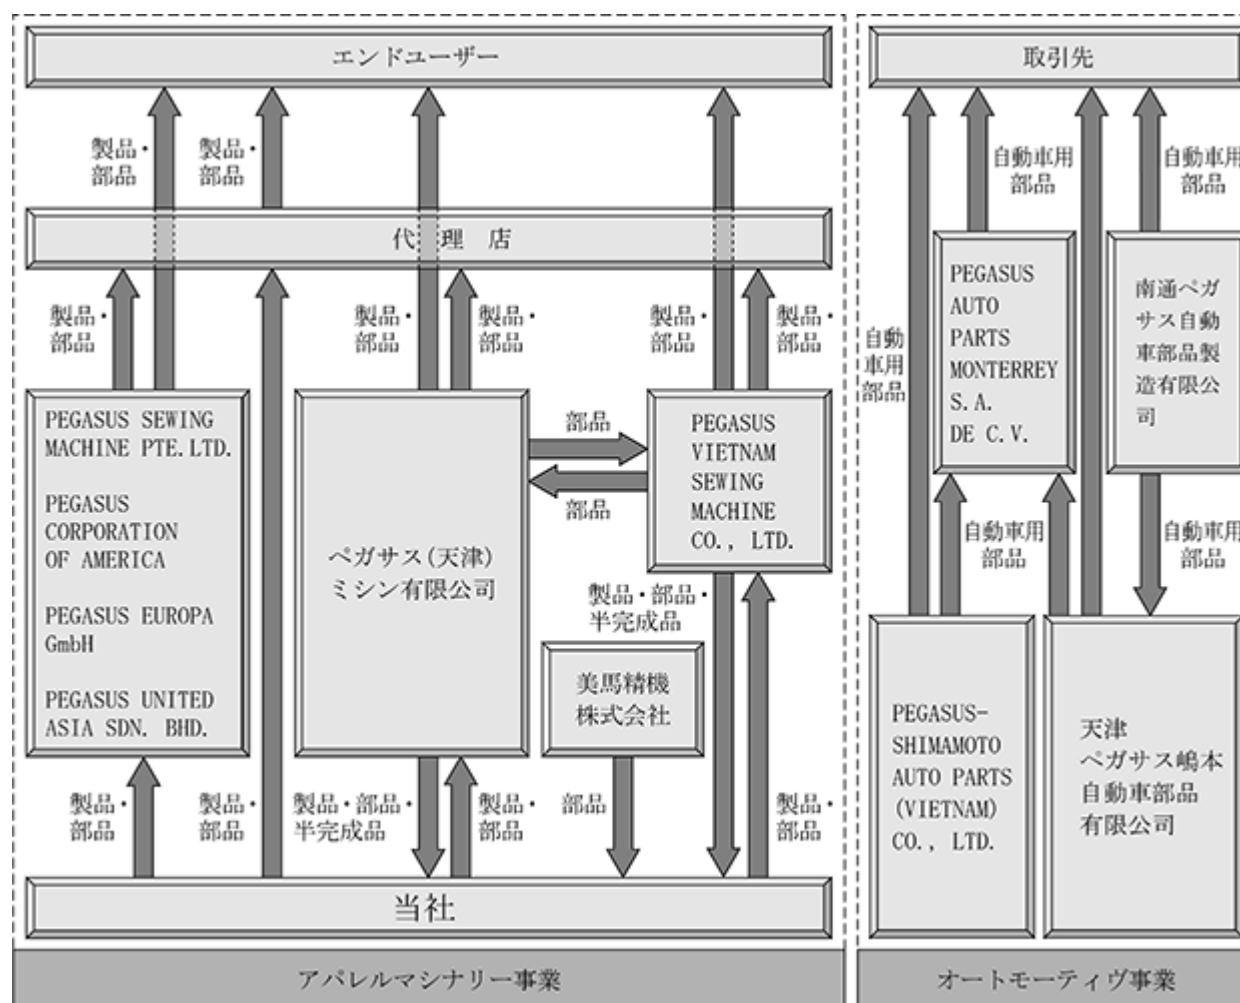 エンドユーザー
製品・
部品
製品・
部品
代　理　店
製品・
部品
製品・
部品
製品・
部品
製品・
部品
製品・
部品
PEGASUS SEWING
MACHINE PTE.LTD.
PEGASUS
CORPORATION
OF AMERICA
PEGASUS EUROPA
GmbH
PEGASUS UNITED
ASIA SDN. BHD.
ペガサス(天津)
ミシン有限公司
部品
部品
PEGASUS
VIETNAM
SEWING
MACHINE
CO., LTD.
製品・部品・
半完成品
美馬精機
株式会社
製品・
部品
製品・
部品
製品・部品・
半完成品
製品・
部品
部品
製品・
部品
当社
アパレルマシナリー事業
取引先
自動車用
部品
自動車用
部品
自動
車用
部品
PEGASUS
AUTO
PARTS
MONTERREY
S.A.
DE C.V.
南通ペガ
サス自動
車部品製
造有限公
司
自動車用
部品
自動車用
部品
PEGASUS-
SHIMAMOTO
AUTO PARTS
(VIETNAM)
CO., LTD.
天津
ペガサス嶋本
自動車部品
有限公司
オートモーティヴ事業